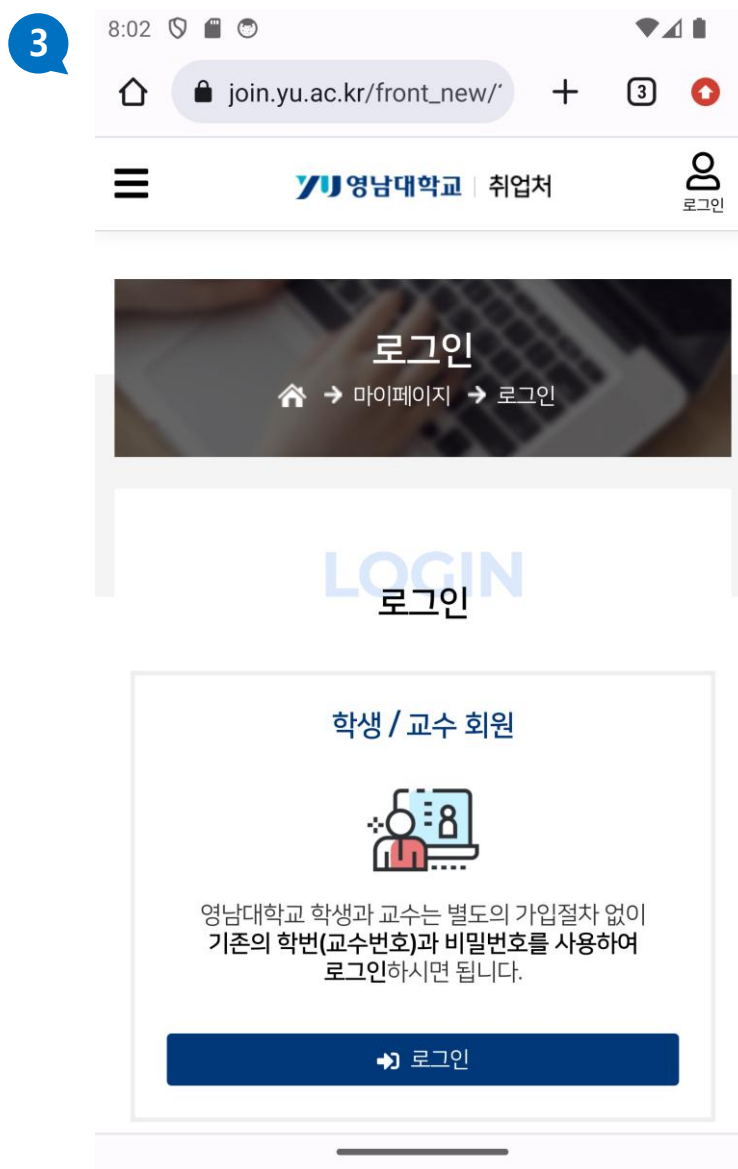 3
8:02
join.yu.ac.kr/front_new/
3
YU 영남대학교 취업처
로그인
로그인
마이페이지 로그인
LOGIN
로그인
학생 / 교수 회원
영남대학교 학생과 교수는 별도의 가입절차 없이
기존의 학번(교수번호)과 비밀번호를 사용하여
로그인하시면 됩니다.
로그인